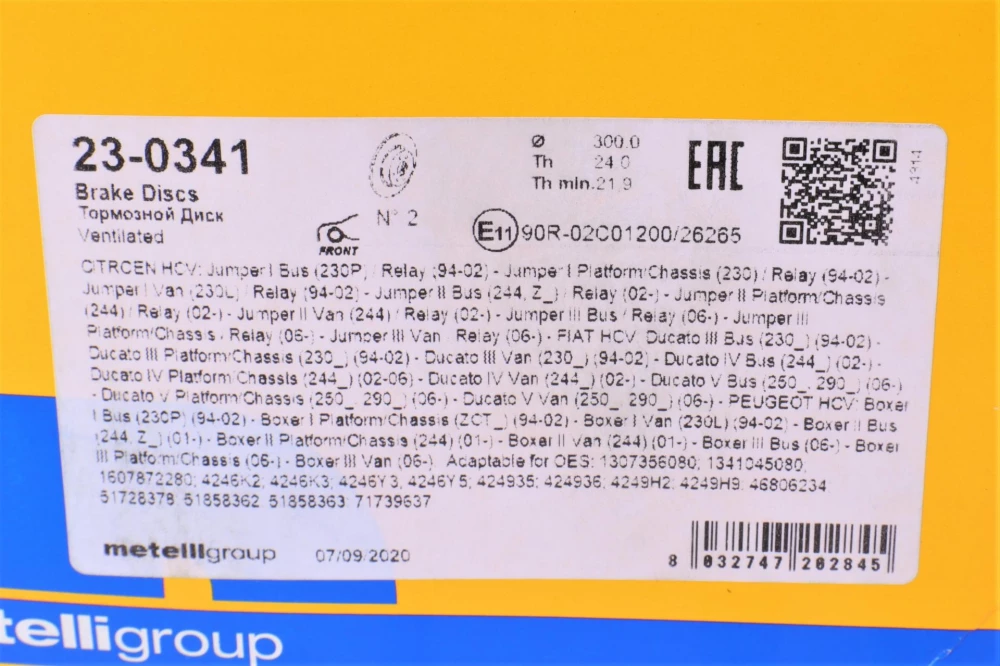 23-0341
Brake Discs
Тормозной Диск
Ventilated
N° 2
FRONT
Ø 300.0
Th 24.0
Th min. 21,9
EAC
4314
E11 90R-02C01200/26265
CITROEN HCV: Jumper I Bus (230P) / Relay (94-02) - Jumper I Platform/Chassis (230) / Relay (94-02) -
Jumper I Van (230L) / Relay (94-02) - Jumper II Bus (244, Z_) / Relay (02-) - Jumper II Platform/Chassis
(244) / Relay (02-) - Jumper II Van (244) / Relay (02-) - Jumper III Bus / Relay (06-) - Jumper III
Platform/Chassis / Relay (06-) - Jumper III Van / Relay (06-) - FIAT HCV: Ducato III Bus (230_) (94-02) -
Ducato III Platform/Chassis (230_) (94-02) - Ducato III Van (230_) (94-02) - Ducato IV Bus (244_) (02-) -
Ducato IV Platform/Chassis (244_) (02-06) - Ducato IV Van (244_) (02-) - Ducato V Bus (250_, 290_) (06-)
- Ducato V Platform/Chassis (250_, 290_) (06-) - Ducato V Van (250_, 290_) (06-) - PEUGEOT HCV: Boxer
I Bus (230P) (94-02) - Boxer I Platform/Chassis (ZCT_) (94-02) - Boxer I Van (230L) (94-02) - Boxer II Bus
(244, Z_) (01-) - Boxer II Platform/Chassis (244) (01-) - Boxer II Van (244) (01-) - Boxer III Bus (06-) - Boxer
III Platform/Chassis (06-) - Boxer III Van (06-). Adaptable for OES: 1307356080; 1341045080;
1607872280; 4246K2; 4246K3; 4246Y3; 4246Y5; 424935; 424936; 4249H2; 4249H9; 46806234
51728378; 51858362; 51858363; 71739637
metelligroup
07/09/2020
8 032747 202845
telligroup